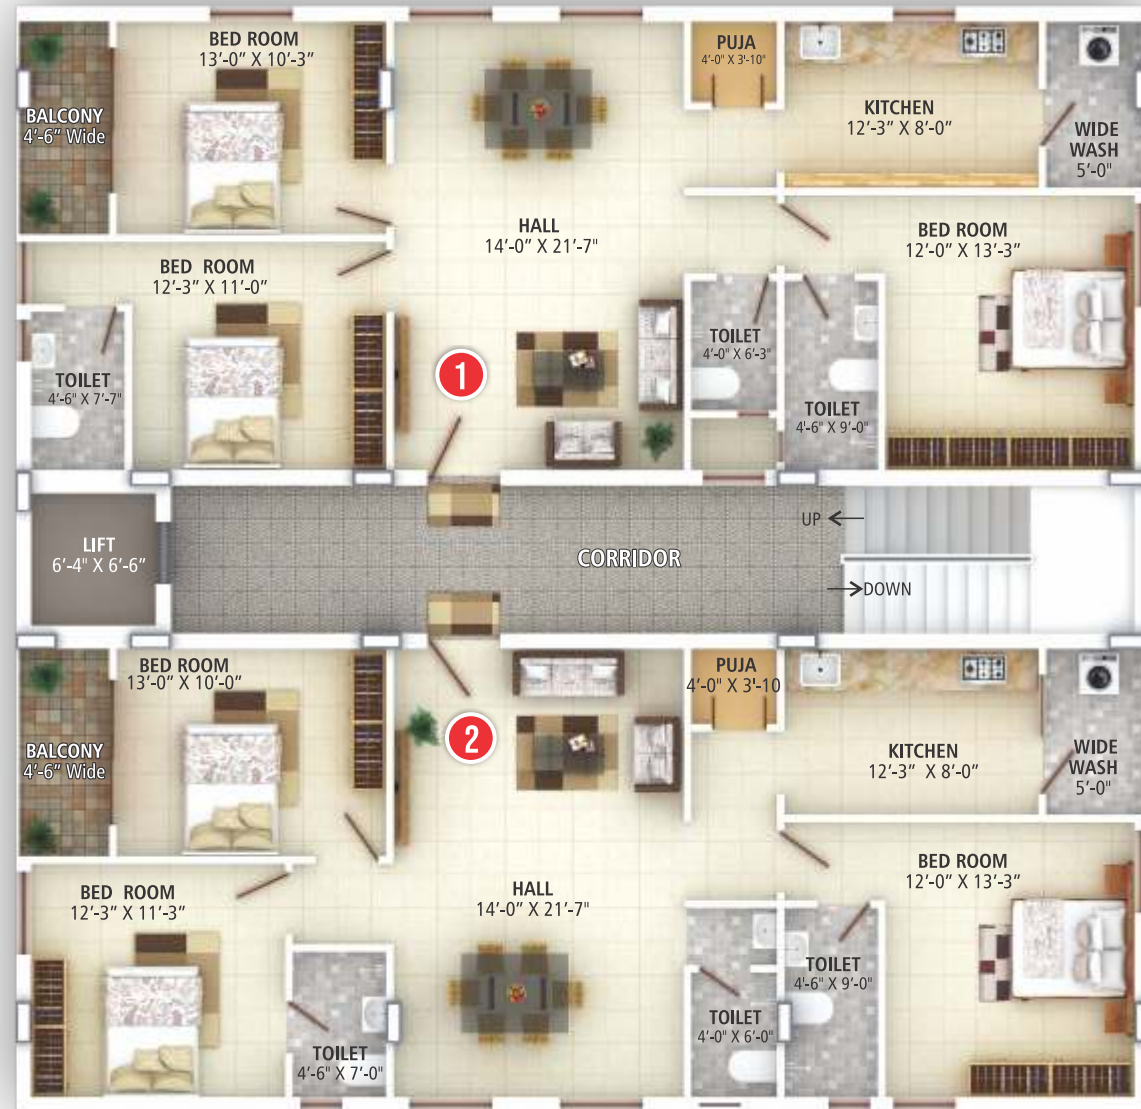 BED ROOM
13'-0" X 10'-3"
BALCONY
4'-6" Wide
PUJA
4'-0" X 3'-10"
KITCHEN
12'-3" X 8'-0"
WIDE
WASH
5'-0"
HALL
14'-0" X 21'-7"
BED ROOM
12'-0" X 13'-3"
BED ROOM
12'-3" X 11'-0"
TOILET
4'-6" X 7'-7"
1
TOILET
4'-0" X 6'-3"
TOILET
4'-6" X 9'-0"
LIFT
6'-4" X 6'-6"
CORRIDOR
UP
DOWN
BED ROOM
13'-0" X 10'-0"
BALCONY
4'-6" Wide
2
PUJA
4'-0" X 3'-10
KITCHEN
12'-3" X 8'-0"
WIDE
WASH
5'-0"
BED ROOM
12'-3" X 11'-3"
HALL
14'-0" X 21'-7"
BED ROOM
12'-0" X 13'-3"
TOILET
4'-6" X 7'-0"
TOILET
4'-0" X 6'-0"
TOILET
4'-6" X 9'-0"